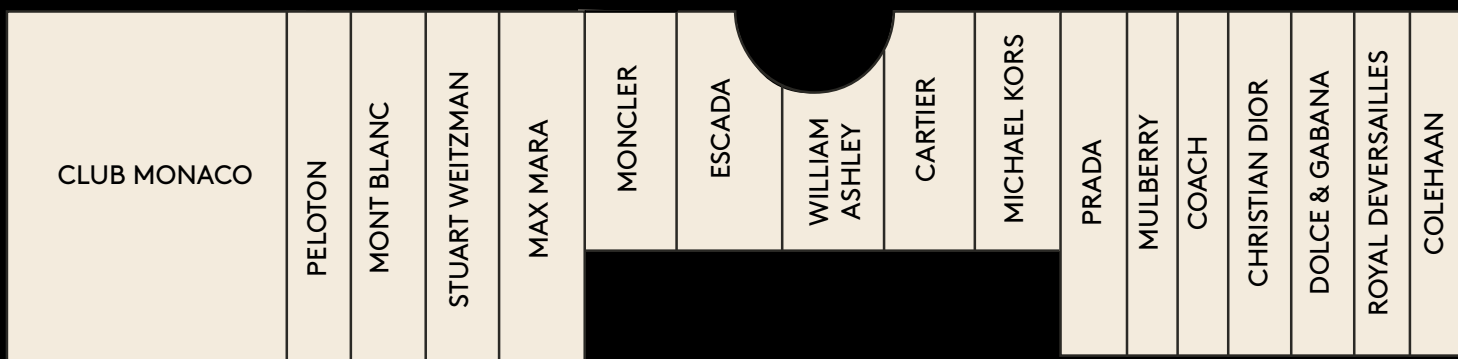 CLUB MONACO
PELOTON
MONT BLANC
STUART WEITZMAN
MAX MARA
MONCLER
ESCADA
WILLIAM
ASHLEY
CARTIER
MICHAEL KORS
PRADA
MULBERRY
COACH
CHRISTIAN DIOR
DOLCE & GABANA
ROYAL DEVERSAILLES
COLEHAAN